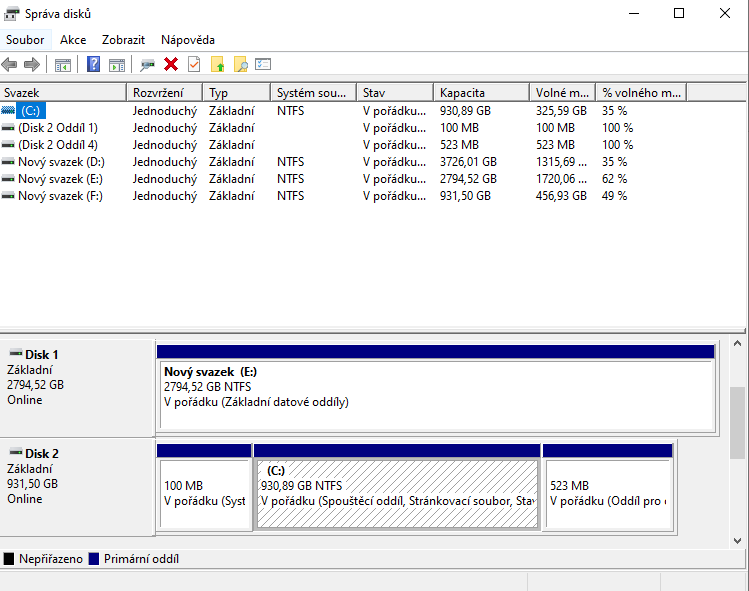 Správa disků
Soubor Akce Zobrazit Nápověda
Svazek Rozvržení Typ Systém sou... Stav Kapacita Volné m... % volného m...
(C:) Jednoduchý Základní NTFS V pořádku... 930,89 GB 325,59 GB 35 %
(Disk 2 Oddíl 1) Jednoduchý Základní V pořádku... 100 MB 100 MB 100 %
(Disk 2 Oddíl 4) Jednoduchý Základní V pořádku... 523 MB 523 MB 100 %
Nový svazek (D:) Jednoduchý Základní NTFS V pořádku... 3726,01 GB 1315,69 ... 35 %
Nový svazek (E:) Jednoduchý Základní NTFS V pořádku... 2794,52 GB 1720,06 ... 62 %
Nový svazek (F:) Jednoduchý Základní NTFS V pořádku... 931,50 GB 456,93 GB 49 %
Disk 1
Základní
2794,52 GB
Online
Nový svazek (E:)
2794,52 GB NTFS
V pořádku (Základní datové oddíly)
Disk 2
Základní
931,50 GB
Online
100 MB
V pořádku (Syst
(C:)
930,89 GB NTFS
V pořádku (Spouštěcí oddíl, Stránkovací soubor, Stav
523 MB
V pořádku (Oddíl pro
Nepřiřazeno Primární oddíl